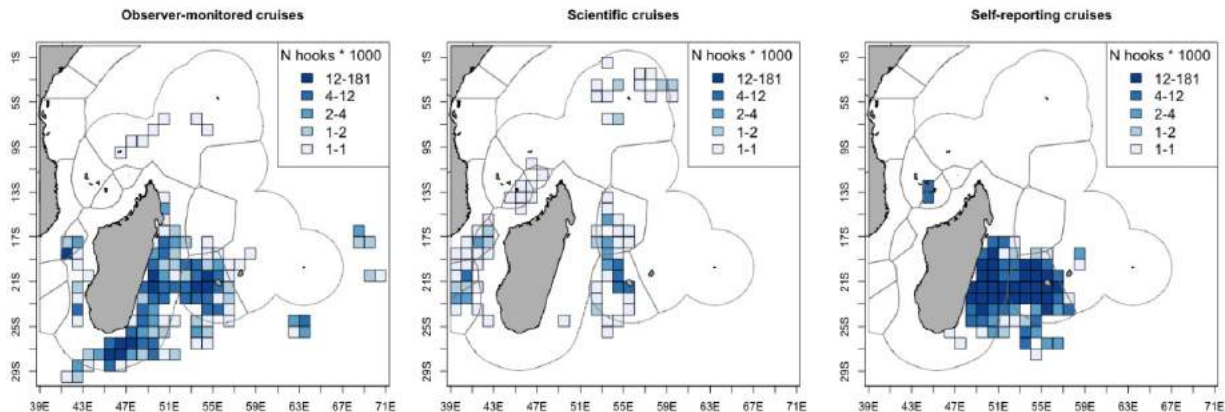 Observer-monitored cruises
N hooks * 1000
12-181
4-12
2-4
1-2
1-1
1S
5S
9S
13S
17S
21S
25S
29S
39E 43E 47E 51E 55E 59E 63E 67E 71E
Scientific cruises
N hooks * 1000
12-181
4-12
2-4
1-2
1-1
1S
5S
9S
13S
17S
21S
25S
29S
39E 43E 47E 51E 55E 59E 63E 67E 71E
Self-reporting cruises
N hooks * 1000
12-181
4-12
2-4
1-2
1-1
1S
5S
9S
13S
17S
21S
25S
29S
39E 43E 47E 51E 55E 59E 63E 67E 71E